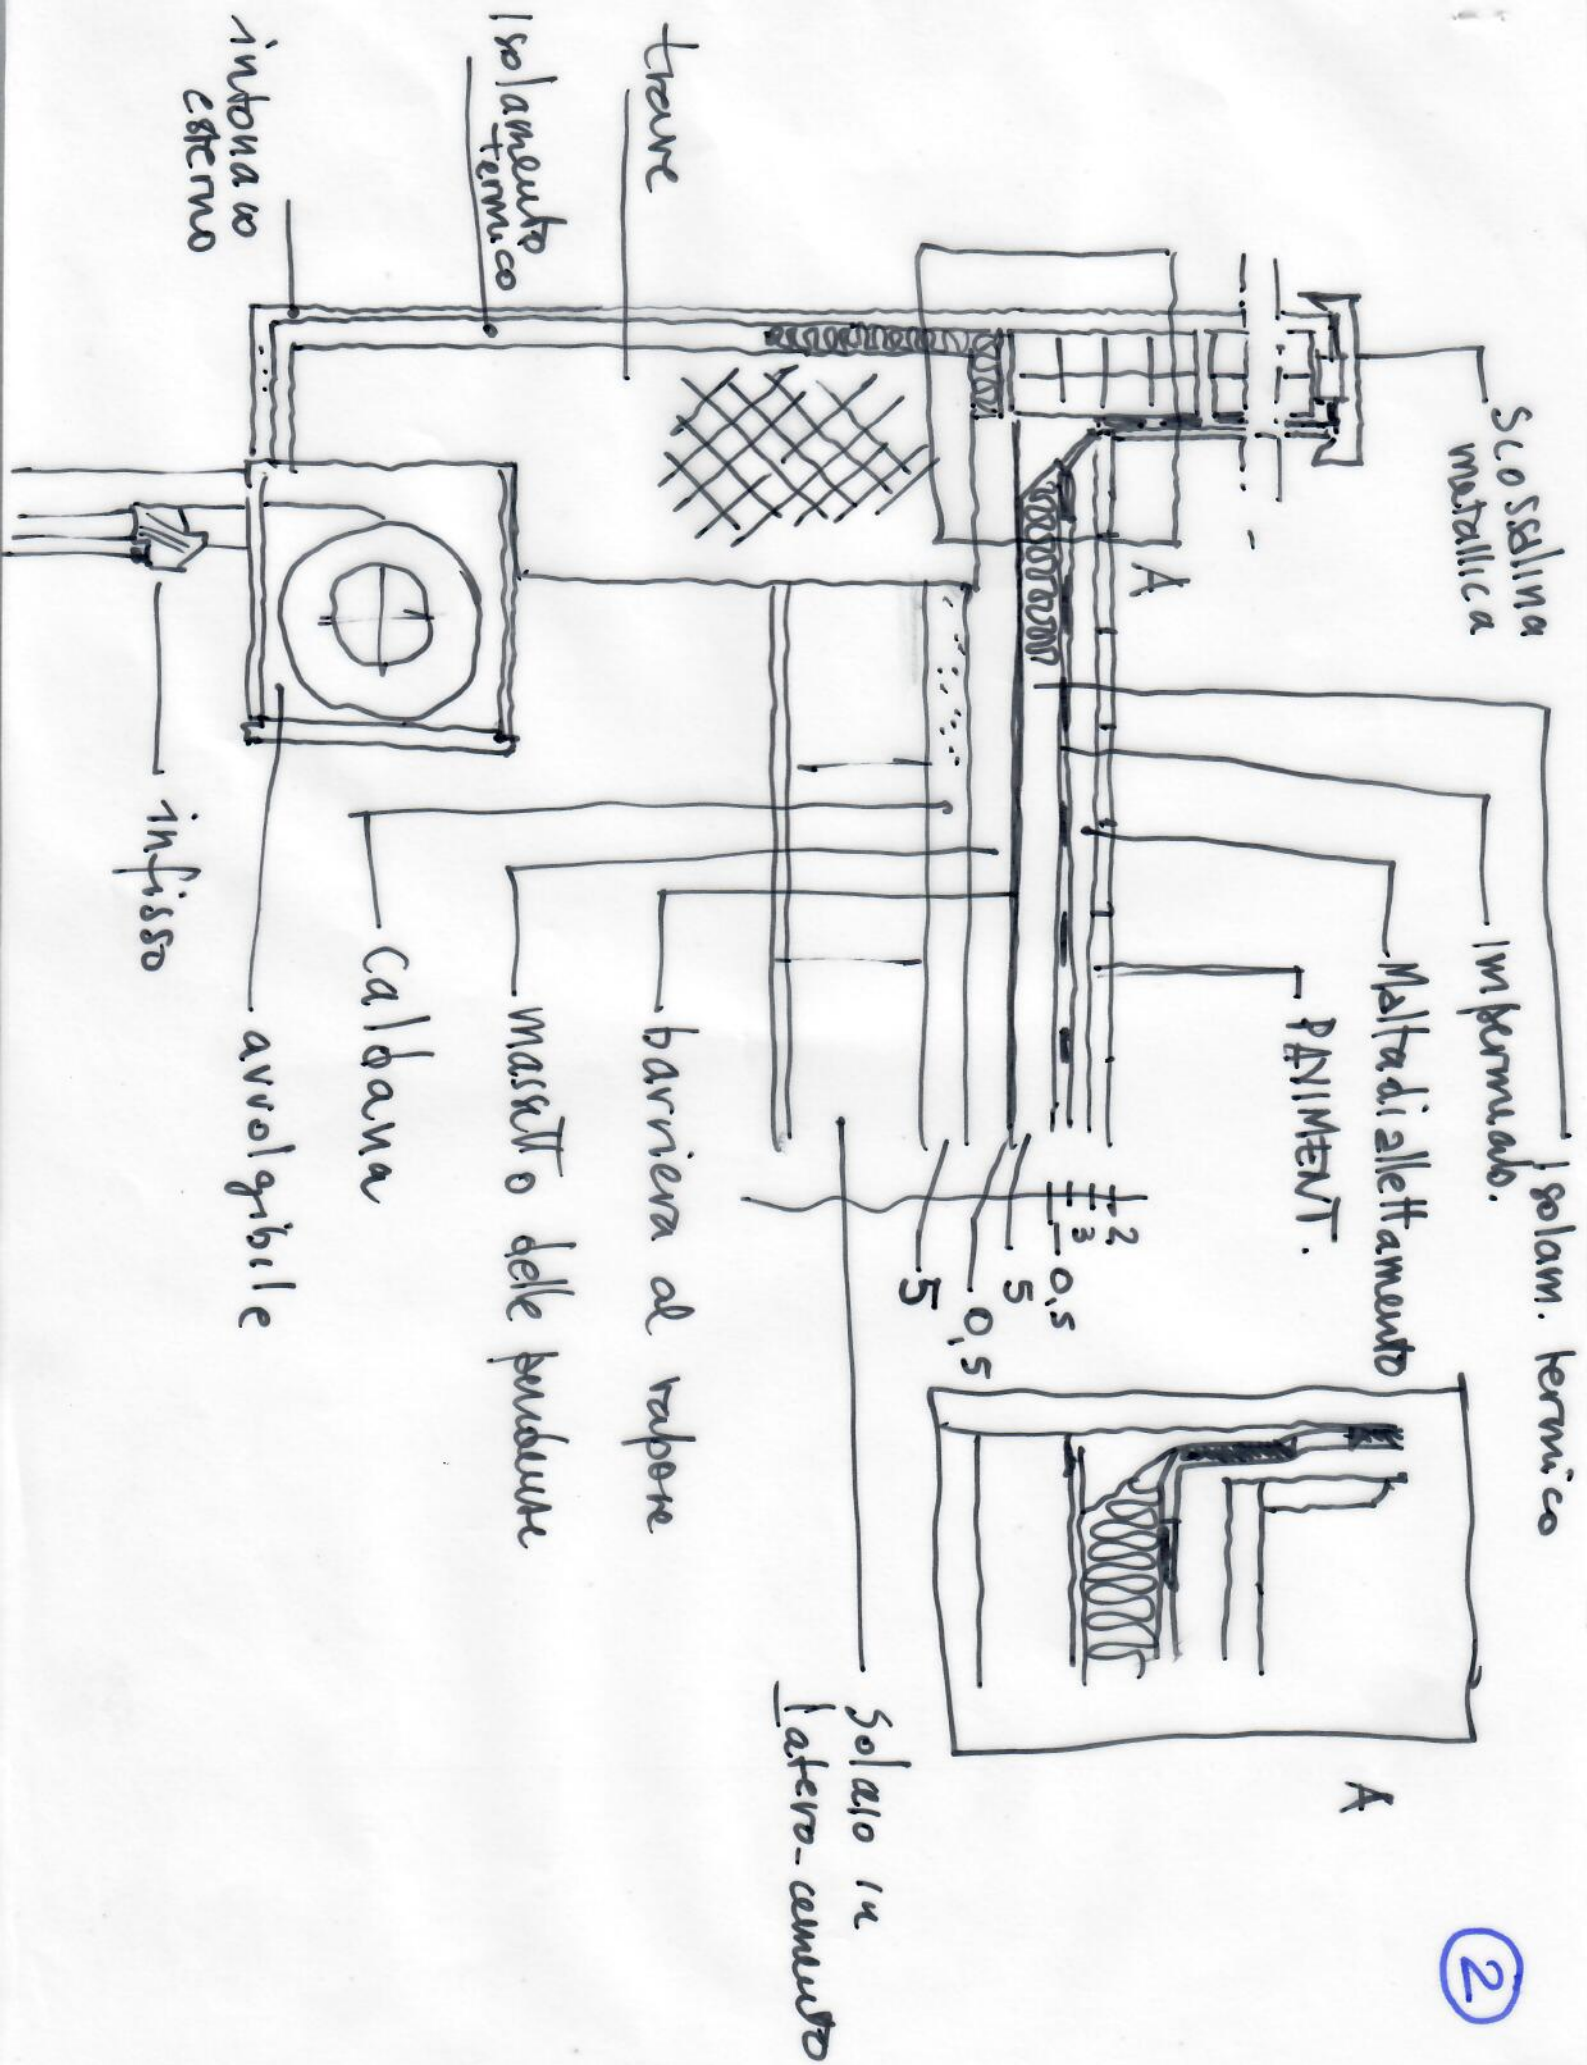 Scossalina
metallica
Isolam. termico
Impermeab.
Malta di allettamento
PAVIMENT.
A
2
3
0,5
5
0,5
5
A
2
trave
Isolamento
termico
intonaco
esterno
Solaio in
latero-cemento
barriera al vapore
massetto delle pendenze
Caldana
avvolgibile
infisso